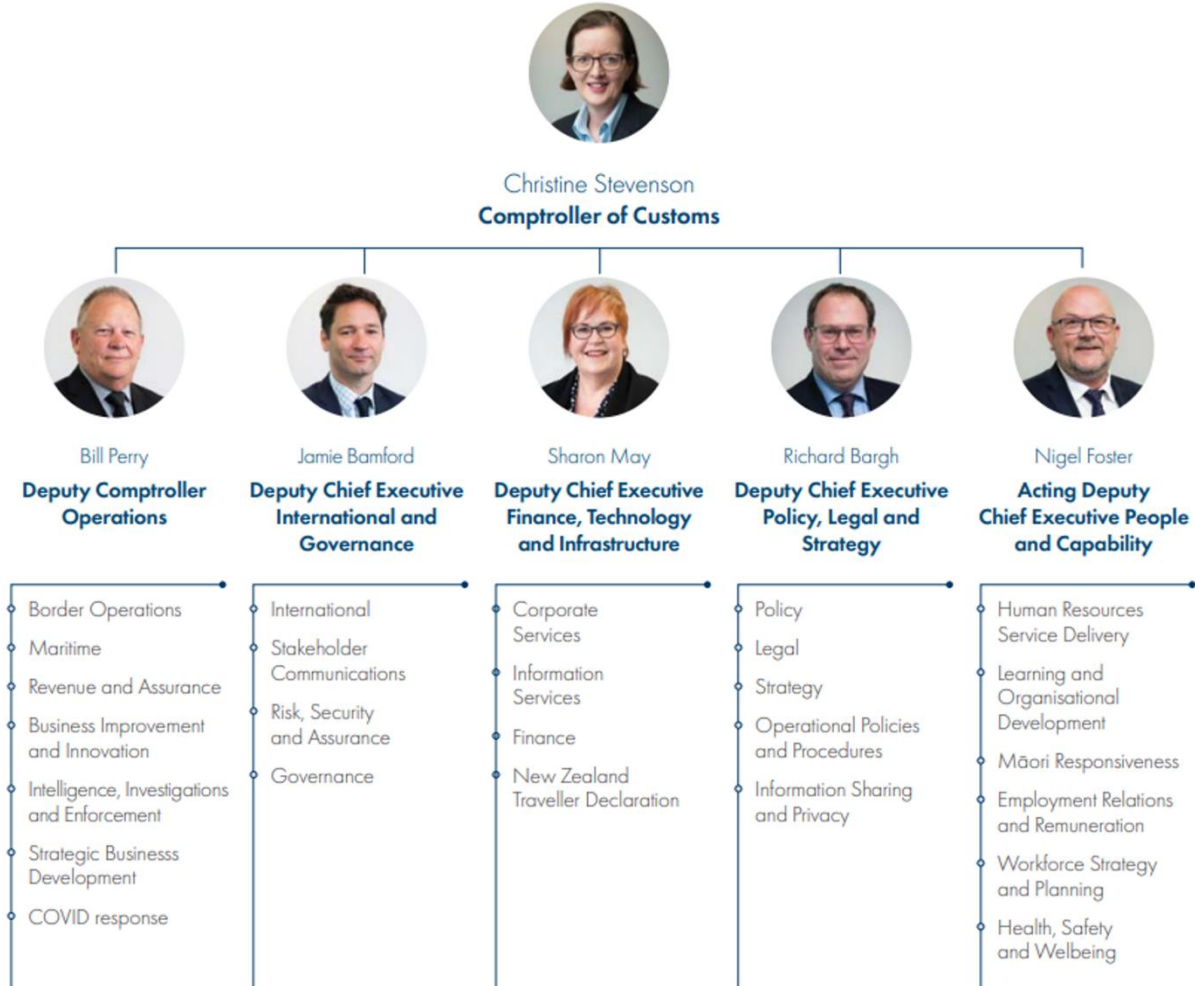 Christine Stevenson
Comptroller of Customs
Bill Perry
Deputy Comptroller
Operations
Border Operations
Maritime
Revenue and Assurance
Business Improvement
and Innovation
Intelligence, Investigations
and Enforcement
Strategic Businesss
Development
COVID response
Jamie Bamford
Deputy Chief Executive
International and
Governance
International
Stakeholder
Communications
Risk, Security
and Assurance
Governance
Sharon May
Deputy Chief Executive
Finance, Technology
and Infrastructure
Corporate
Services
Information
Services
Finance
New Zealand
Traveller Declaration
Richard Bargh
Deputy Chief Executive
Policy, Legal and
Strategy
Policy
Legal
Strategy
Operational Policies
and Procedures
Information Sharing
and Privacy
Nigel Foster
Acting Deputy
Chief Executive People
and Capability
Human Resources
Service Delivery
Learning and
Organisational
Development
Māori Responsiveness
Employment Relations
and Remuneration
Workforce Strategy
and Planning
Health, Safety
and Welbeing